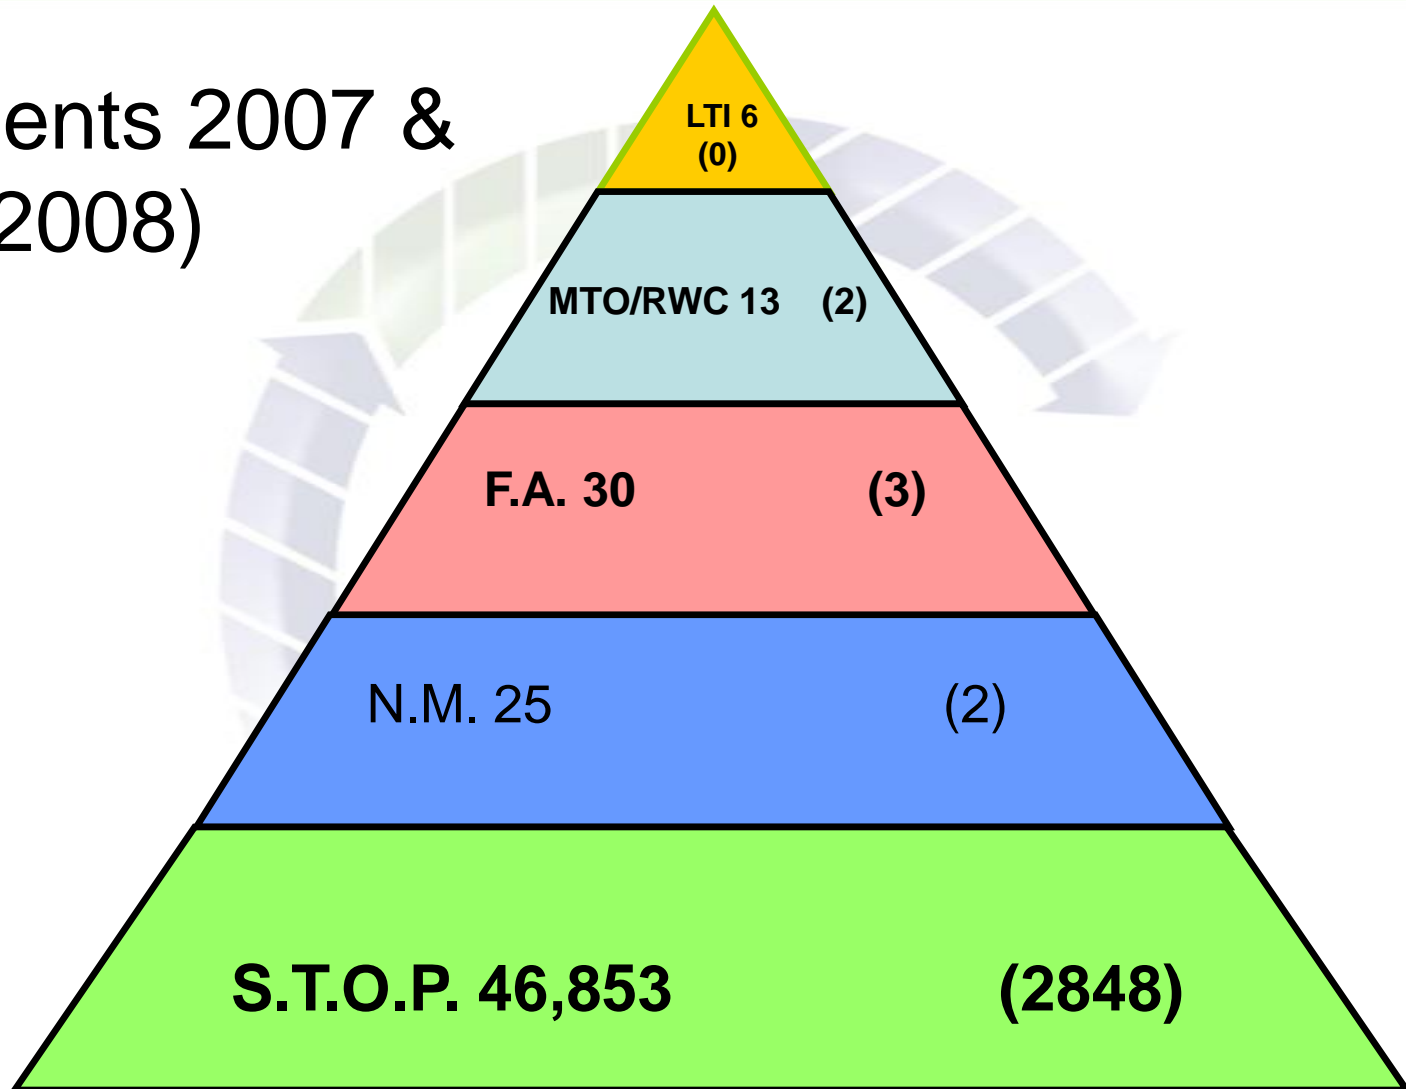 ents 2007 &
2008)
LTI 6
(0)
MTO/RWC 13 (2)
F.A. 30 (3)
N.M. 25 (2)
S.T.O.P. 46,853 (2848)